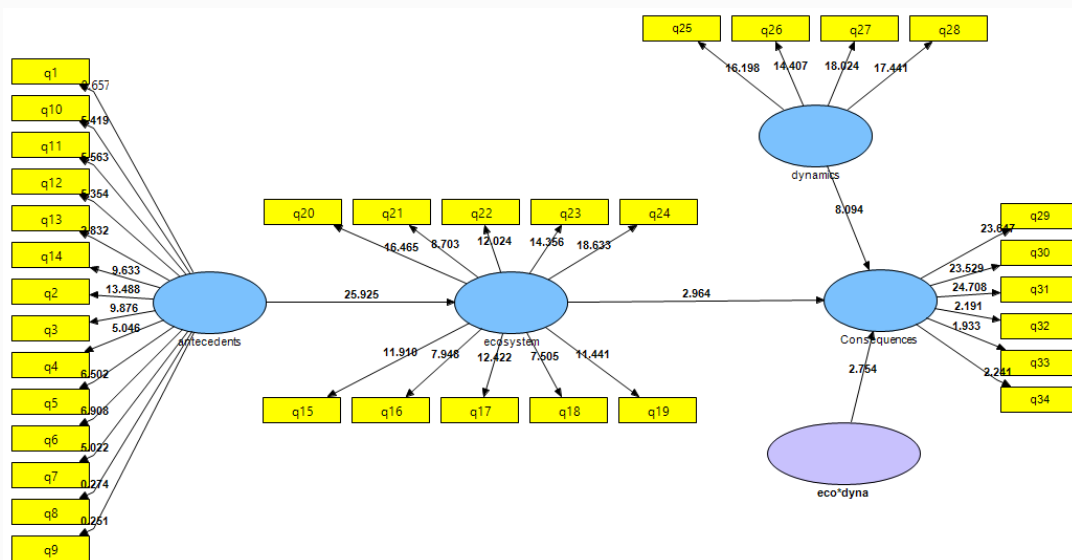 q25
q26
q27
q28
16.198
14.407
18.024
17.441
dynamics
8.094
q1
q10
5.419
q11
5.563
q12
q13
q14
9.633
q2
13.488
q3
9.876
q4
5.046
q5
6.502
q6
6.908
q7
5.022
q8
0.274
q9
0.251
antecedents
25.925
q20
q21
q22
q23
q24
16.465
8.703
12.024
14.356
18.633
ecosystem
11.910
7.948
12.422
7.505
11.441
q15
q16
q17
q18
q19
2.964
Consequences
q29
23.647
q30
23.529
q31
24.708
q32
2.191
q33
1.933
q34
2.241
2.754
eco*dyna